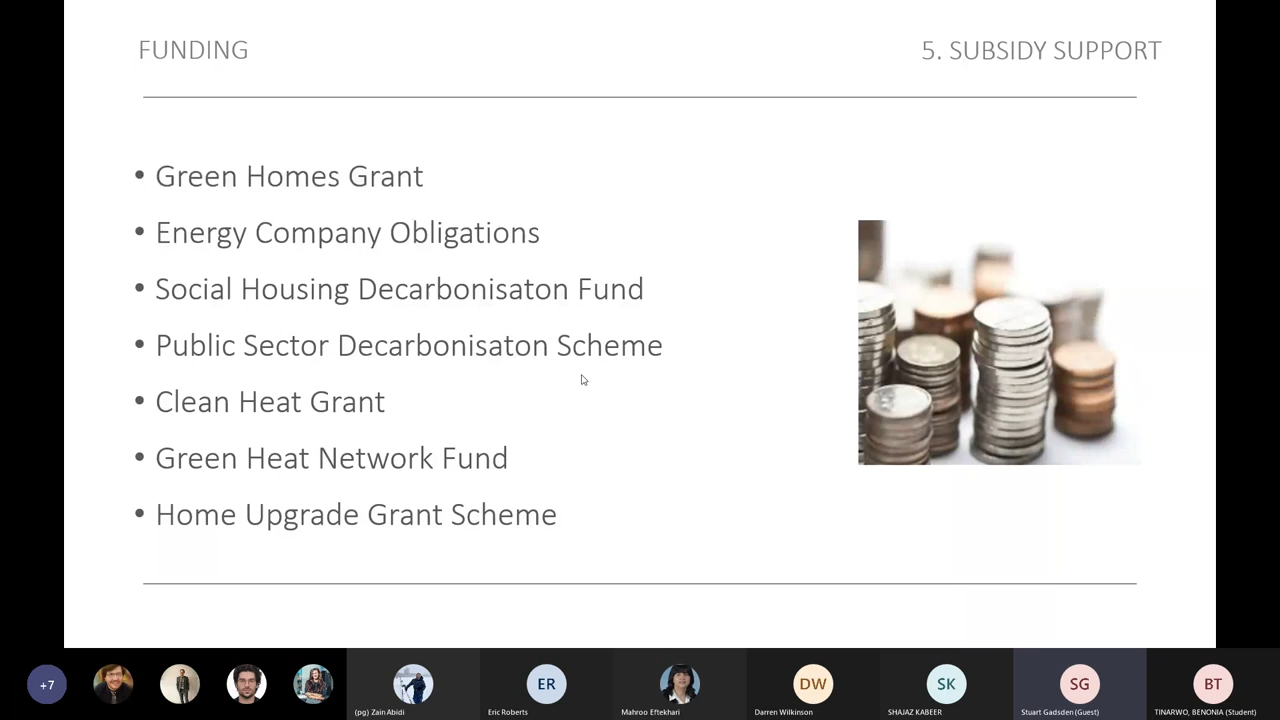 FUNDING
5. SUBSIDY SUPPORT
• Green Homes Grant
• Energy Company Obligations
• Social Housing Decarbonisaton Fund
• Public Sector Decarbonisaton Scheme
• Clean Heat Grant
• Green Heat Network Fund
• Home Upgrade Grant Scheme
+7
ER
DW
SK
SG
BT
(pg) Zain Abidi
Eric Roberts
Mahroo Eftekhari
Darren Wilkinson
SHAJAZ KABEER
Stuart Gadsden (Guest)
TINARWO, BENONIA (Student)